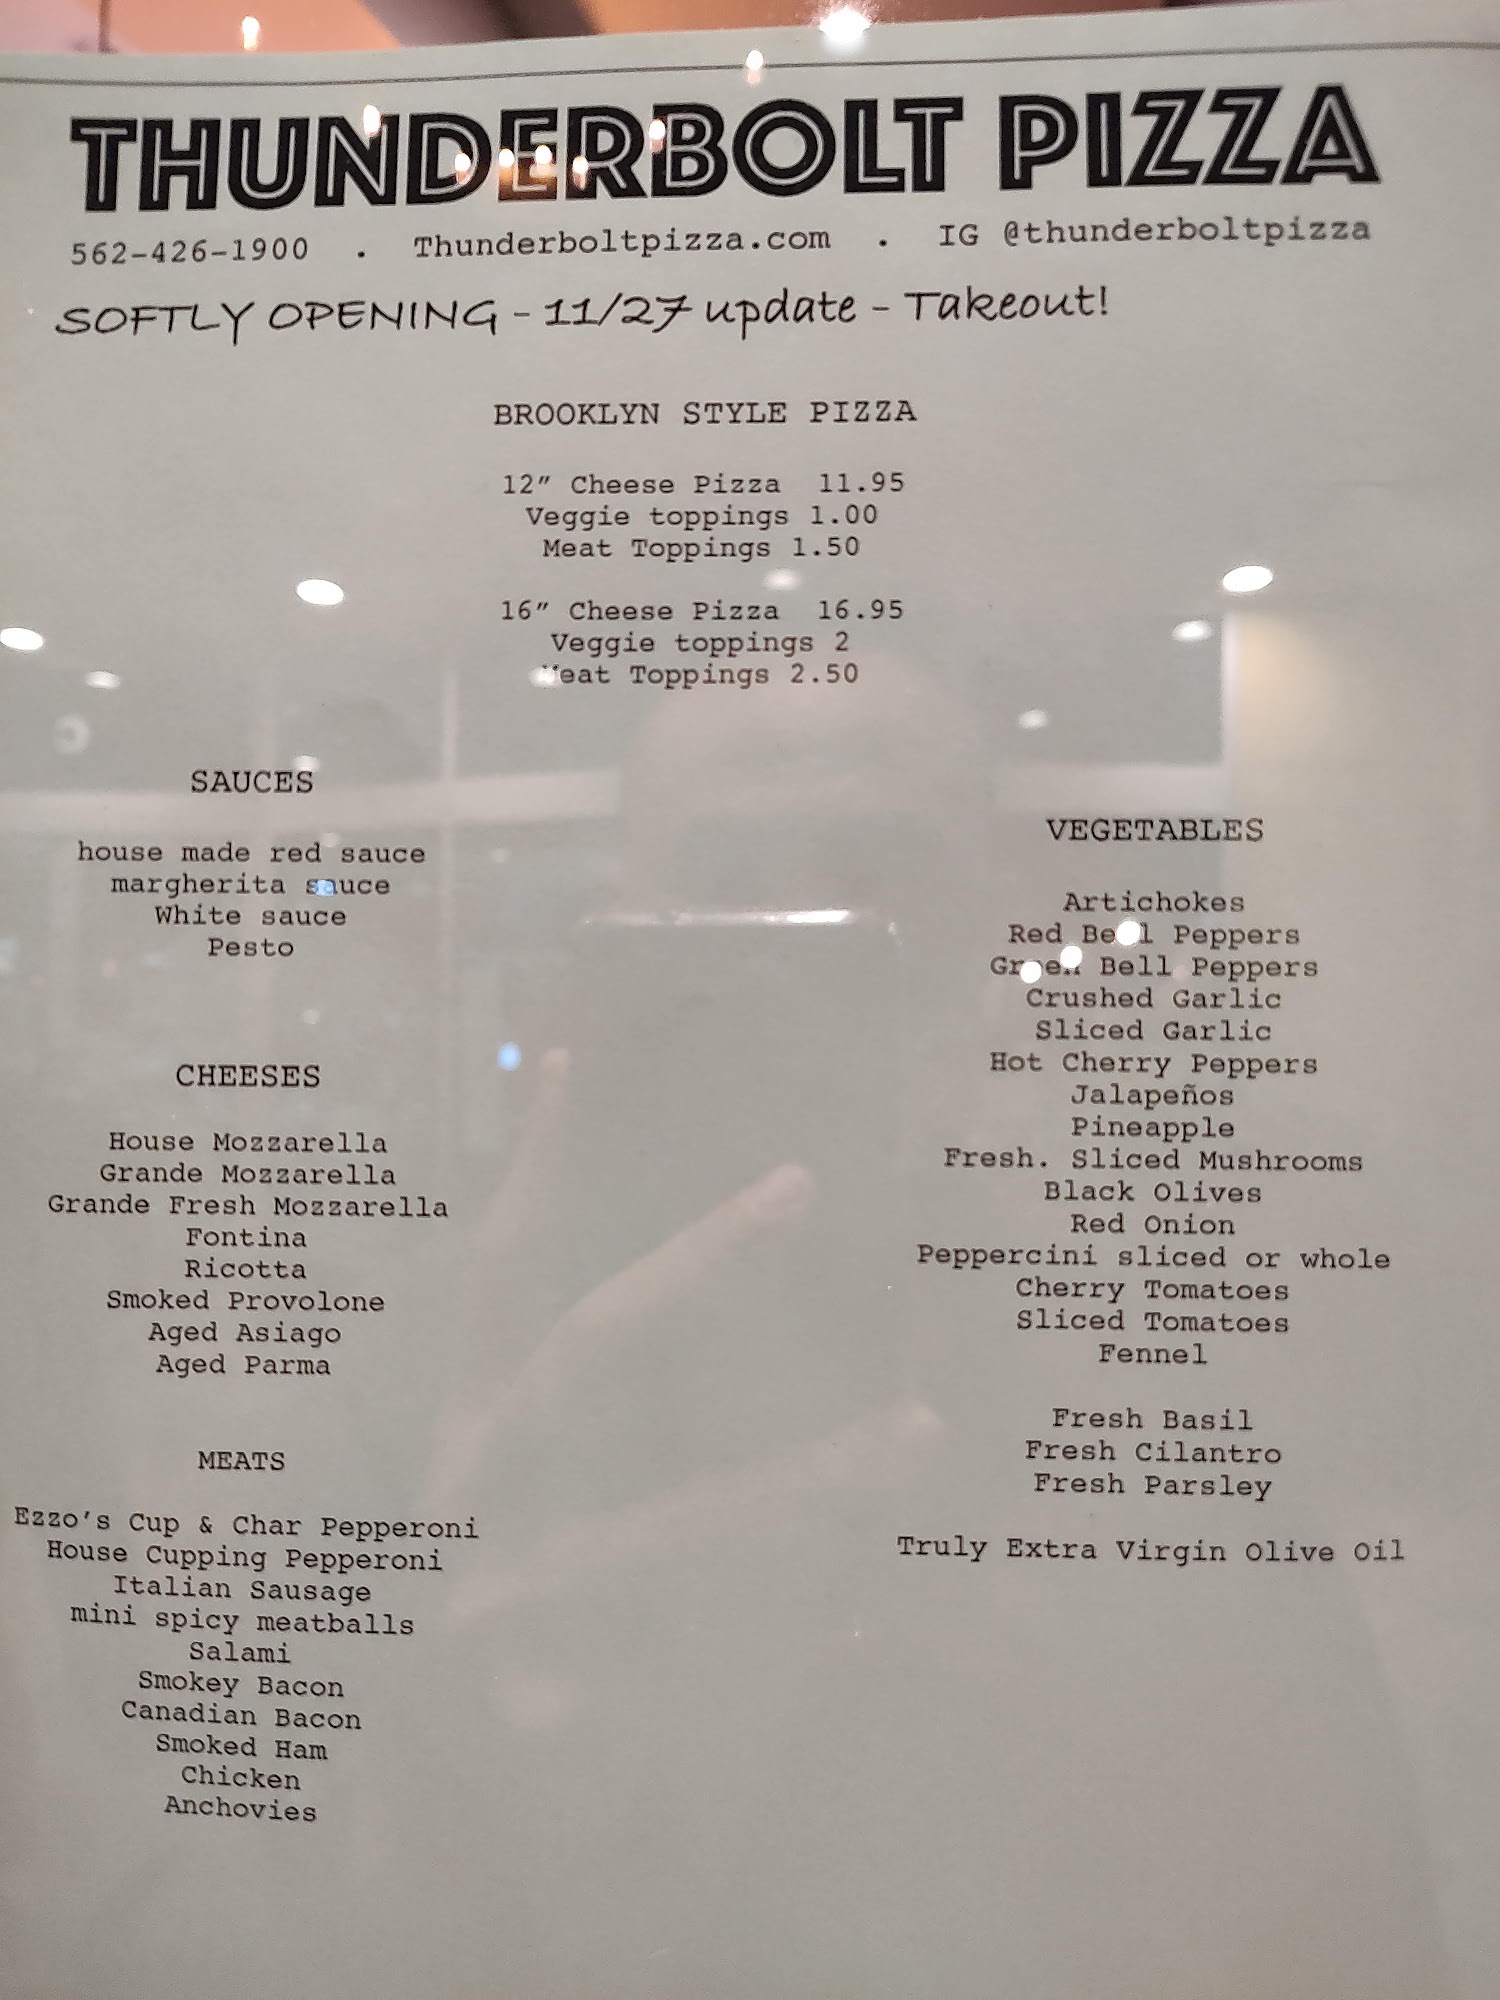 THUNDERBOLT PIZZA
562-426-1900 . Thunderboltpizza.com . IG @thunderboltpizza
SOFTLY OPENING - 11/27 update - Takeout!
BROOKLYN STYLE PIZZA
12" Cheese Pizza 11.95
Veggie toppings 1.00
Meat Toppings 1.50
16" Cheese Pizza 16.95
Veggie toppings 2
Meat Toppings 2.50
SAUCES
house made red sauce
margherita sauce
White sauce
Pesto
CHEESES
House Mozzarella
Grande Mozzarella
Grande Fresh Mozzarella
Fontina
Ricotta
Smoked Provolone
Aged Asiago
Aged Parma
MEATS
Ezzo's Cup & Char Pepperoni
House Cupping Pepperoni
Italian Sausage
mini spicy meatballs
Salami
Smokey Bacon
Canadian Bacon
Smoked Ham
Chicken
Anchovies
VEGETABLES
Artichokes
Red Bell Peppers
Green Bell Peppers
Crushed Garlic
Sliced Garlic
Hot Cherry Peppers
Jalapeños
Pineapple
Fresh. Sliced Mushrooms
Black Olives
Red Onion
Peppercini sliced or whole
Cherry Tomatoes
Sliced Tomatoes
Fennel
Fresh Basil
Fresh Cilantro
Fresh Parsley
Truly Extra Virgin Olive Oil